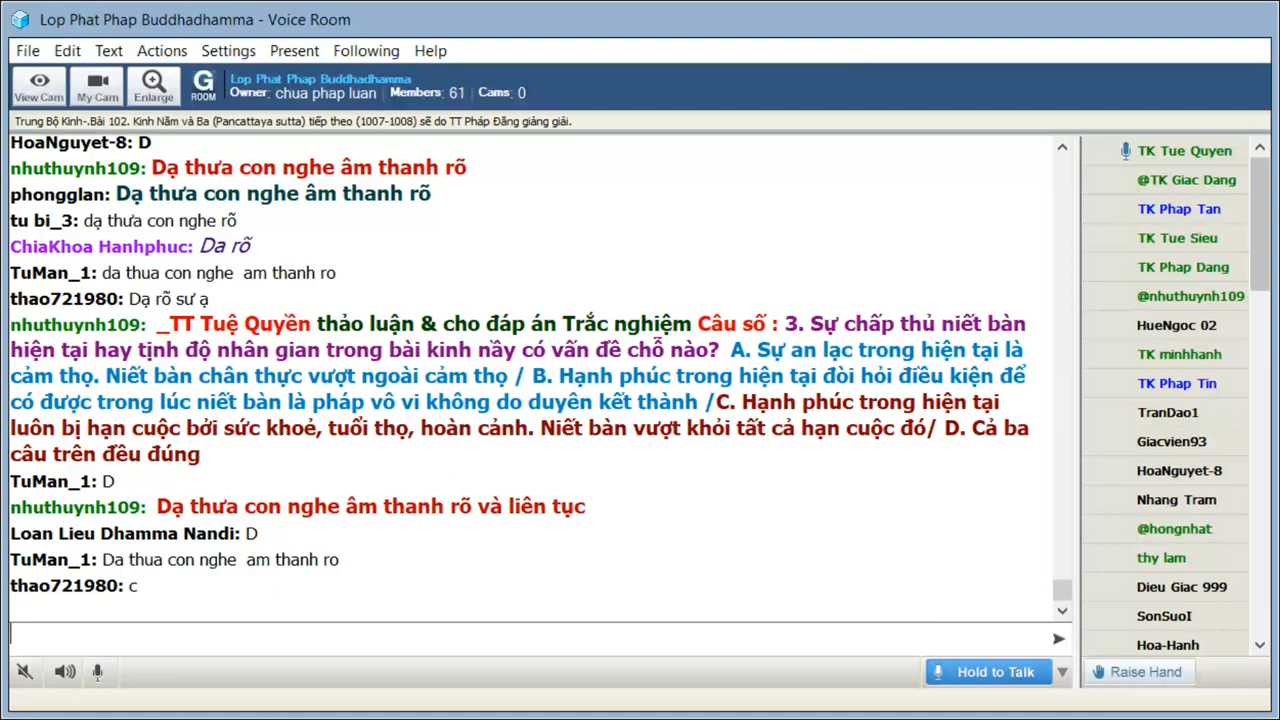 Lop Phat Phap Buddhadhamma - Voice Room
File Edit Text Actions Settings Present Following Help
View Cam My Cam Enlarge G ROOM
Lop Phat Phap Buddhadhamma
Owner: chua phap luan Members: 61 Cams: 0
Trung Bộ Kinh-.Bài 102. Kinh Năm và Ba (Pancattaya sutta) tiếp theo (1007-1008) sẽ do TT Pháp Đăng giảng giải.
HoaNguyet-8: D
nhuthuynh109: Dạ thưa con nghe âm thanh rõ
phongglan: Dạ thưa con nghe âm thanh rõ
tu bi_3: dạ thưa con nghe rõ
ChiaKhoa Hanhphuc: Da rõ
TuMan_1: da thua con nghe am thanh ro
thao721980: Dạ rõ sư ạ
nhuthuynh109: _TT Tuệ Quyền thảo luận & cho đáp án Trắc nghiệm Câu số : 3. Sự chấp thủ niết bàn
hiện tại hay tịnh độ nhân gian trong bài kinh nầy có vấn đề chỗ nào? A. Sự an lạc trong hiện tại là
cảm thọ. Niết bàn chân thực vượt ngoài cảm thọ / B. Hạnh phúc trong hiện tại đòi hỏi điều kiện để
có được trong lúc niết bàn là pháp vô vi không do duyên kết thành /C. Hạnh phúc trong hiện tại
luôn bị hạn cuộc bởi sức khoẻ, tuổi thọ, hoàn cảnh. Niết bàn vượt khỏi tất cả hạn cuộc đó/ D. Cả ba
câu trên đều đúng
TuMan_1: D
nhuthuynh109: Dạ thưa con nghe âm thanh rõ và liên tục
Loan Lieu Dhamma Nandi: D
TuMan_1: Da thua con nghe am thanh ro
thao721980: c
TK Tue Quyen
@TK Giac Dang
TK Phap Tan
TK Tue Sieu
TK Phap Dang
@nhuthuynh109
HueNgoc 02
TK minhhanh
TK Phap Tin
TranDao1
Giacvien93
HoaNguyet-8
Nhang Tram
@hongnhat
thy lam
Dieu Giac 999
SonSuoI
Hoa-Hanh
Hold to Talk
Raise Hand